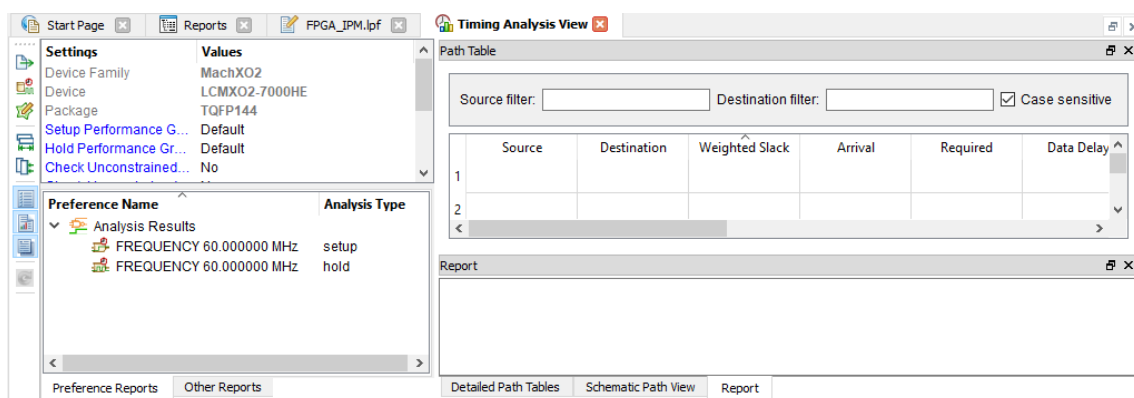 Start Page
Reports
FPGA_IPM.lpf
Timing Analysis View
Settings Values
Device Family MachXO2
Device LCMXO2-7000HE
Package TQFP144
Setup Performance G... Default
Hold Performance Gr... Default
Check Unconstrained... No
Preference Name Analysis Type
Analysis Results
FREQUENCY 60.000000 MHz setup
FREQUENCY 60.000000 MHz hold
Preference Reports Other Reports
Path Table
Source filter: Destination filter: Case sensitive
Source Destination Weighted Slack Arrival Required Data Delay
1
2
Report
Detailed Path Tables Schematic Path View Report